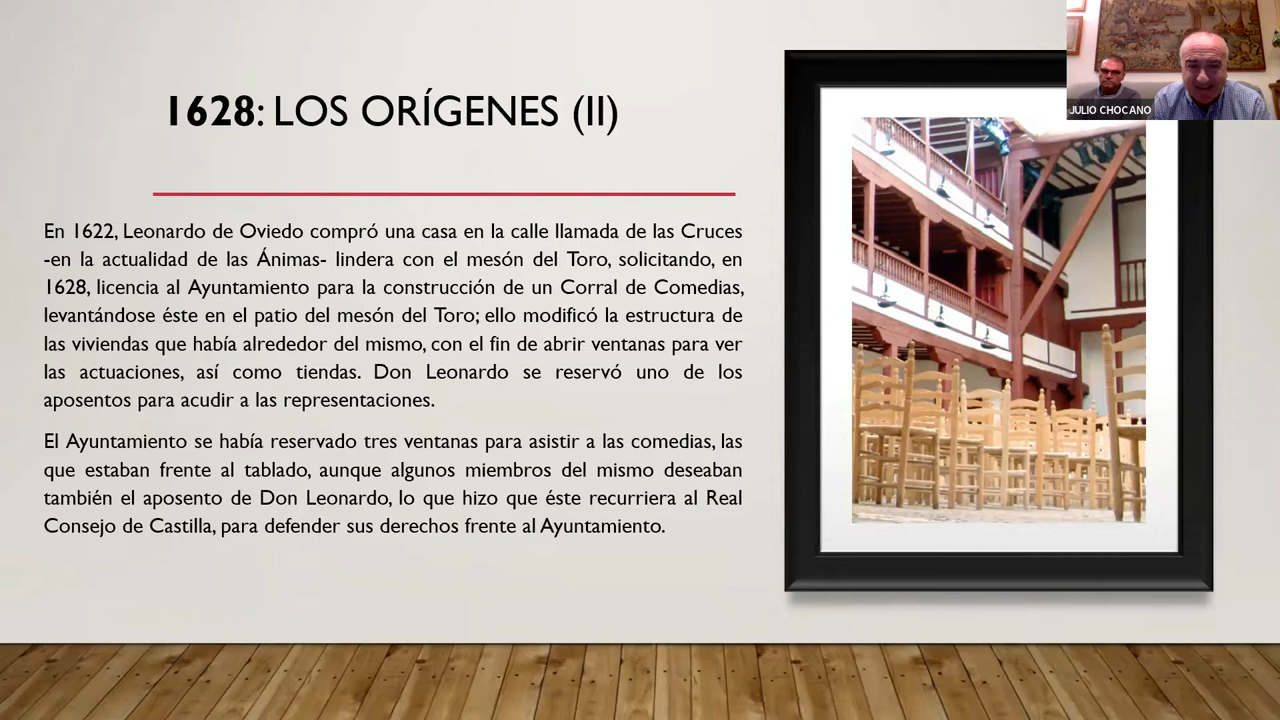 1628: LOS ORÍGENES (II)
En 1622, Leonardo de Oviedo compró una casa en la calle llamada de las Cruces
-en la actualidad de las Ánimas- lindera con el mesón del Toro, solicitando, en
1628, licencia al Ayuntamiento para la construcción de un Corral de Comedias,
levantándose éste en el patio del mesón del Toro; ello modificó la estructura de
las viviendas que había alrededor del mismo, con el fin de abrir ventanas para ver
las actuaciones, así como tiendas. Don Leonardo se reservó uno de los
aposentos para acudir a las representaciones.
El Ayuntamiento se había reservado tres ventanas para asistir a las comedias, las
que estaban frente al tablado, aunque algunos miembros del mismo deseaban
también el aposento de Don Leonardo, lo que hizo que éste recurriera al Real
Consejo de Castilla, para defender sus derechos frente al Ayuntamiento.
JULIO CHOCANO